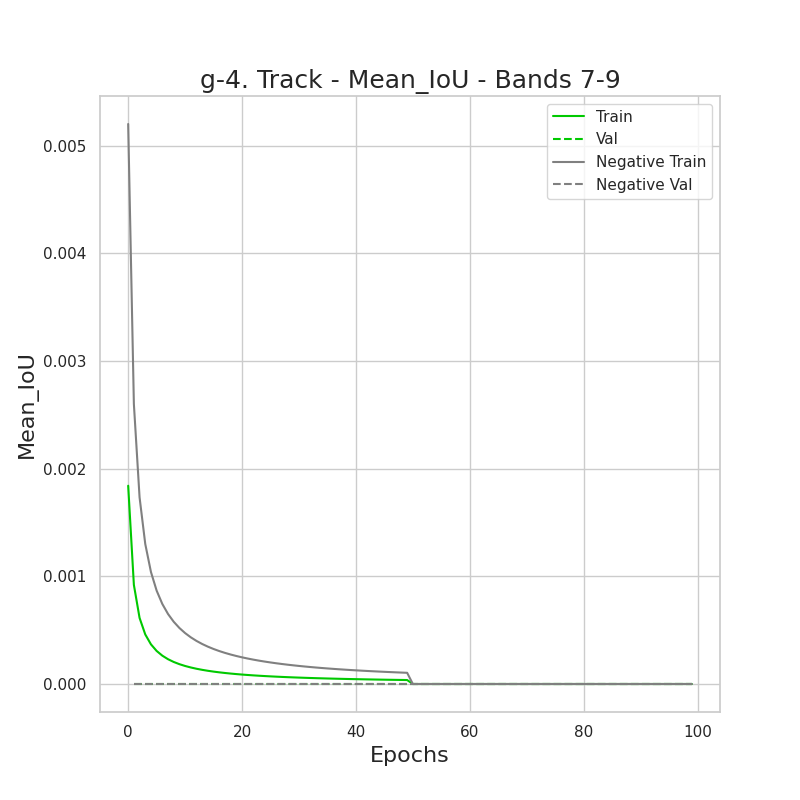 g-4. Track - Mean_IoU - Bands 7-9
Train
Val
Negative Train
Negative Val
Mean_IoU
0.005
0.004
0.003
0.002
0.001
0.000
0 20 40 60 80 100
Epochs